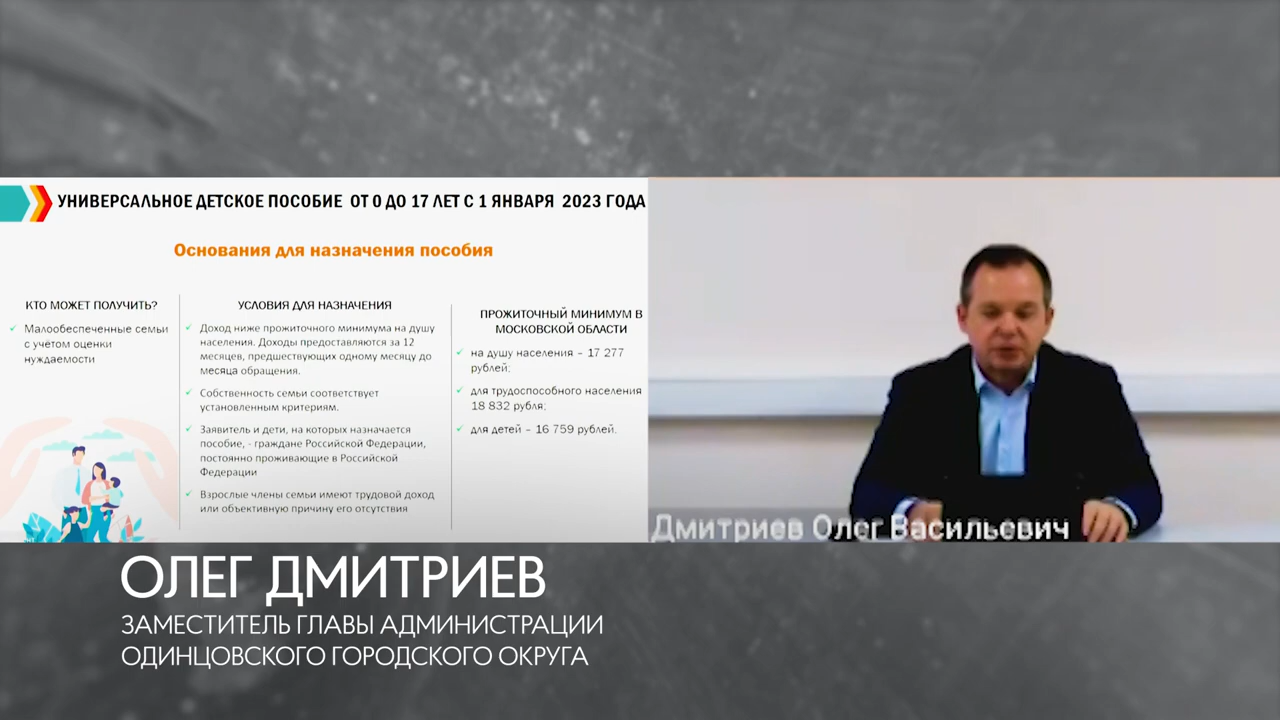 УНИВЕРСАЛЬНОЕ ДЕТСКОЕ ПОСОБИЕ ОТ 0 ДО 17 ЛЕТ С 1 ЯНВАРЯ 2023 ГОДА
Основания для назначения пособия
КТО МОЖЕТ ПОЛУЧИТЬ?
Малообеспеченные семьи
с учётом оценки
нуждаемости
УСЛОВИЯ ДЛЯ НАЗНАЧЕНИЯ
Доход ниже прожиточного минимума на душу
населения. Доходы предоставляются за 12
месяцев, предшествующих одному месяцу до
месяца обращения.
Собственность семьи соответствует
установленным критериям.
Заявитель и дети, на которых назначается
пособие, - граждане Российской Федерации,
постоянно проживающие в Российской
Федерации
Взрослые члены семьи имеют трудовой доход
или объективную причину его отсутствия
ПРОЖИТОЧНЫЙ МИНИМУМ В
МОСКОВСКОЙ ОБЛАСТИ
на душу населения – 17 277
рублей;
для трудоспособного населения
18 832 рубля;
для детей – 16 759 рублей.
Дмитриев Олег Васильевич
ОЛЕГ ДМИТРИЕВ
ЗАМЕСТИТЕЛЬ ГЛАВЫ АДМИНИСТРАЦИИ
ОДИНЦОВСКОГО ГОРОДСКОГО ОКРУГА